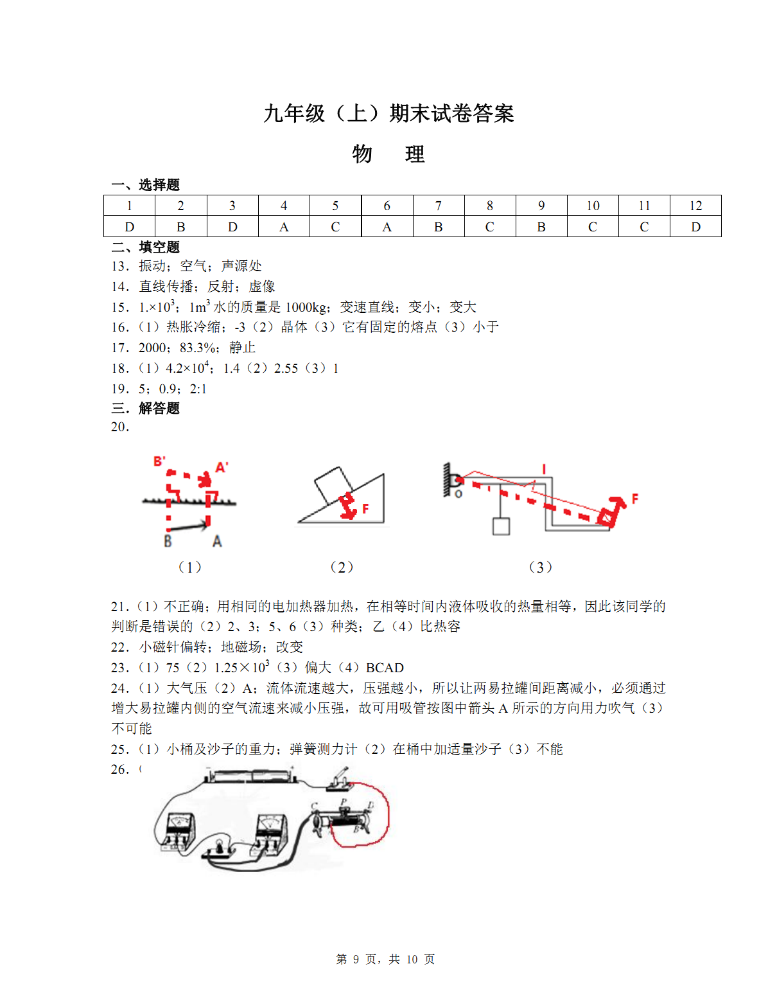 九年级（上）期末试卷答案
物 理
一、选择题
1 2 3 4 5 6 7 8 9 10 11 12
D B D A C A B C B C C D
二、填空题
13．振动；空气；声源处
14．直线传播；反射；虚像
15．1.×10³；1m³ 水的质量是 1000kg；变速直线；变小；变大
16．（1）热胀冷缩；-3（2）晶体（3）它有固定的熔点（3）小于
17．2000；83.3%；静止
18．（1）4.2×10⁴；1.4（2）2.55（3）1
19．5；0.9；2:1
三．解答题
20．
B' A'
B A
F
O l F
（1） （2） （3）
21．（1）不正确；用相同的电加热器加热，在相等时间内液体吸收的热量相等，因此该同学的
判断是错误的（2）2、3；5、6（3）种类；乙（4）比热容
22．小磁针偏转；地磁场；改变
23．（1）75（2）1.25×10³（3）偏大（4）BCAD
24．（1）大气压（2）A；流体流速越大，压强越小，所以让两易拉罐间距离减小，必须通过
增大易拉罐内侧的空气流速来减小压强，故可用吸管按图中箭头 A 所示的方向用力吹气（3）
不可能
25．（1）小桶及沙子的重力；弹簧测力计（2）在桶中加适量沙子（3）不能
26．（
C P D
A B
第 9 页，共 10 页